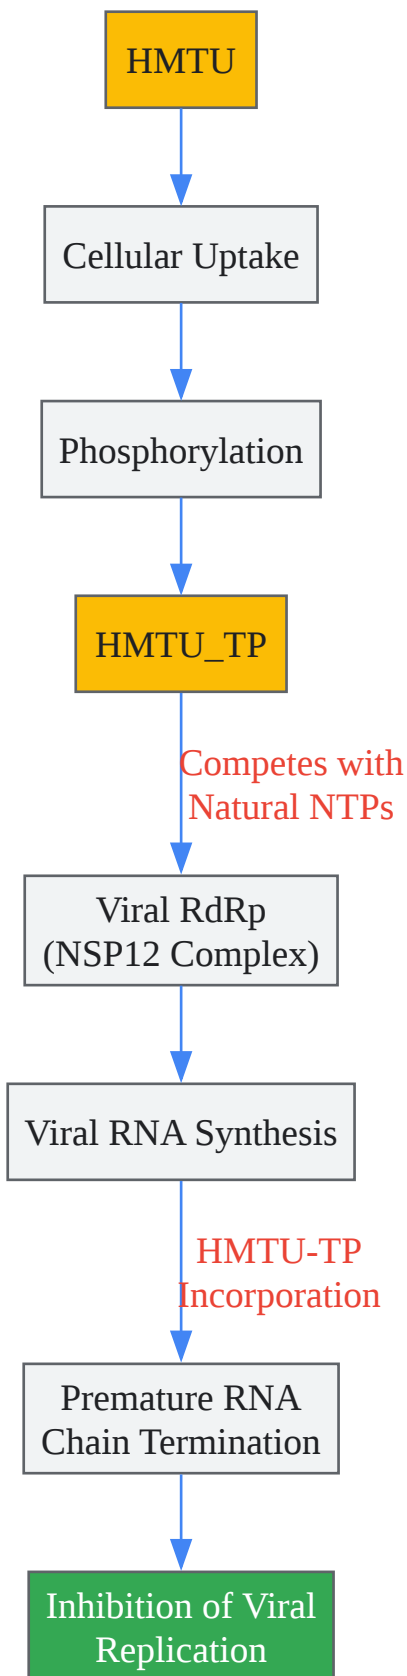 HMTU
Cellular Uptake
Phosphorylation
HMTU_TP
Competes with
Natural NTPs
Viral RdRp
(NSP12 Complex)
Viral RNA Synthesis
HMTU-TP
Incorporation
Premature RNA
Chain Termination
Inhibition of Viral
Replication